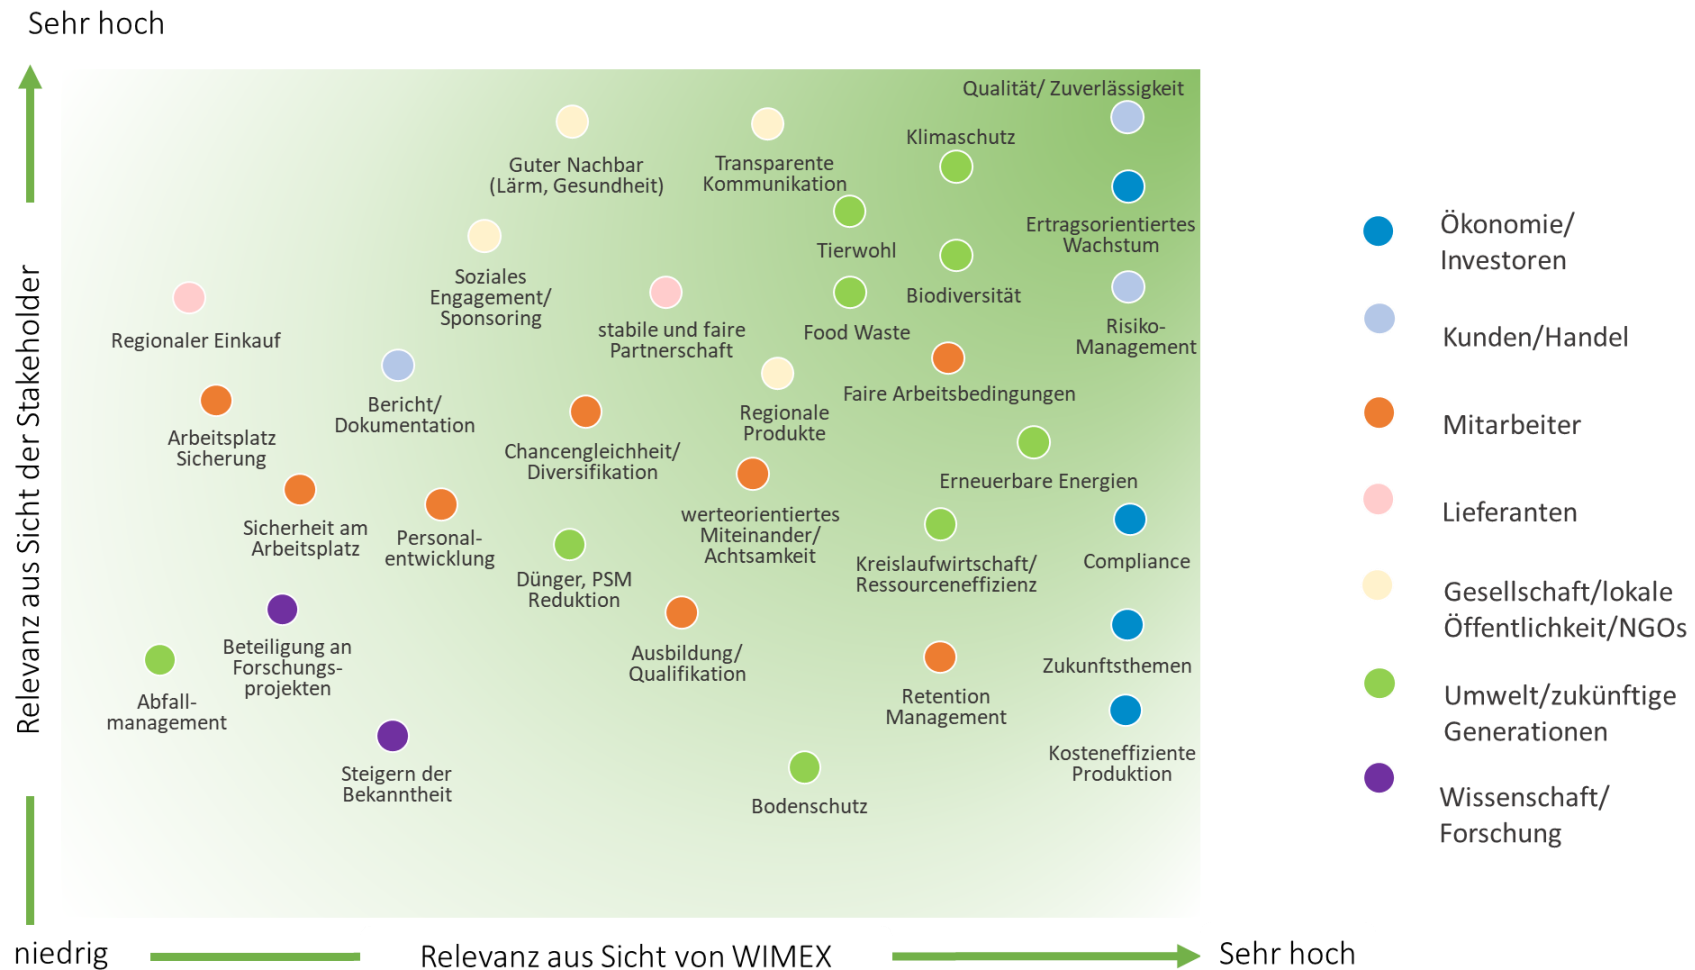 Sehr hoch
Relevanz aus Sicht der Stakeholder
Qualität/ Zuverlässigkeit
Klimaschutz
Guter Nachbar
(Lärm, Gesundheit)
Transparente
Kommunikation
Ertragsorientiertes
Wachstum
Tierwohl
Soziales
Engagement/
Sponsoring
Biodiversität
Regionaler Einkauf
stabile und faire
Partnerschaft
Food Waste
Risiko-
Management
Bericht/
Dokumentation
Regionale
Produkte
Faire Arbeitsbedingungen
Arbeitsplatz
Sicherung
Chancengleichheit/
Diversifikation
Erneuerbare Energien
Sicherheit am
Arbeitsplatz
Personal-
entwicklung
werteorientiertes
Miteinander/
Achtsamkeit
Kreislaufwirtschaft/
Ressourceneffizienz
Compliance
Dünger, PSM
Reduktion
Beteiligung an
Forschungs-
projekten
Ausbildung/
Qualifikation
Zukunftsthemen
Abfall-
management
Retention
Management
Steigern der
Bekanntheit
Bodenschutz
Kosteneffiziente
Produktion
niedrig
Relevanz aus Sicht von WIMEX
Sehr hoch
Ökonomie/
Investoren
Kunden/Handel
Mitarbeiter
Lieferanten
Gesellschaft/lokale
Öffentlichkeit/NGOs
Umwelt/zukünftige
Generationen
Wissenschaft/
Forschung